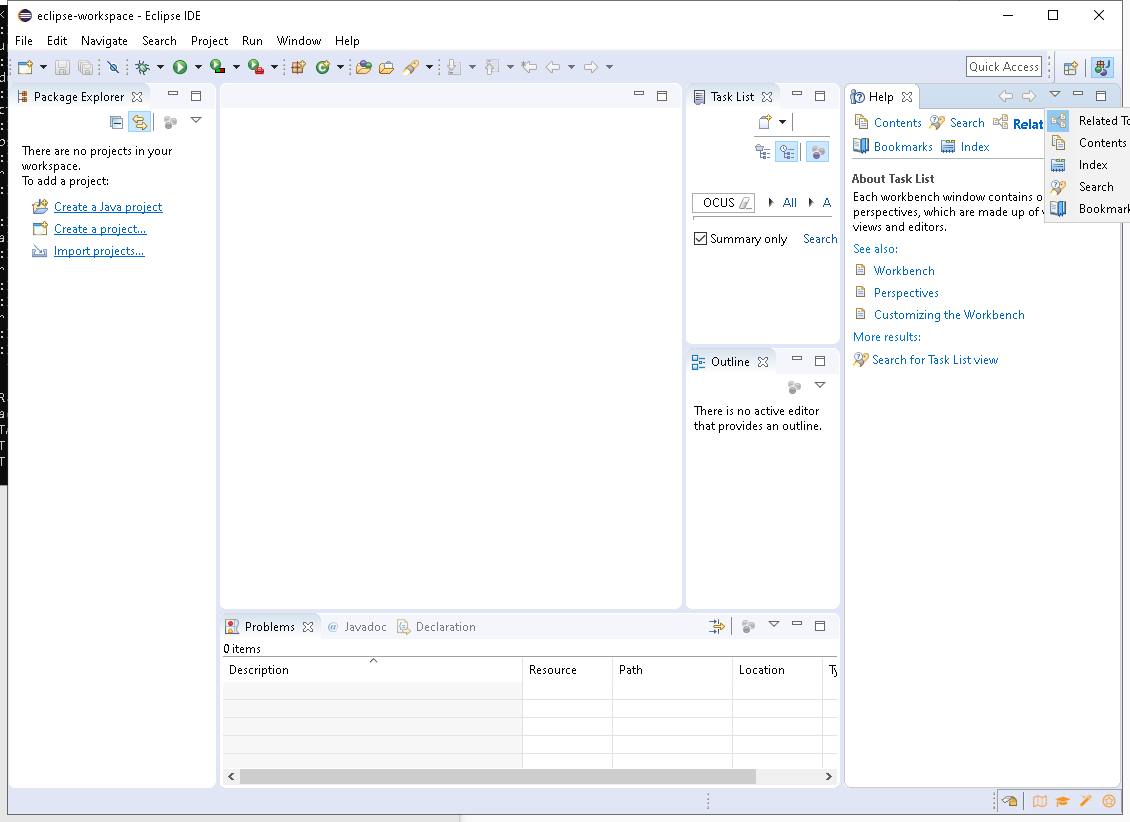 eclipse-workspace - Eclipse IDE
File Edit Navigate Search Project Run Window Help
Quick Access
Package Explorer
There are no projects in your
workspace.
To add a project:
Create a Java project
Create a project...
Import projects...
Task List
OCUS All A
Summary only Search
Outline
There is no active editor
that provides an outline.
Help
Contents Search Relat
Bookmarks Index
About Task List
Each workbench window contains o
perspectives, which are made up of
views and editors.
See also:
Workbench
Perspectives
Customizing the Workbench
More results:
Search for Task List view
Related To
Contents
Index
Search
Bookmark
Problems @ Javadoc Declaration
0 items
Description Resource Path Location Ty